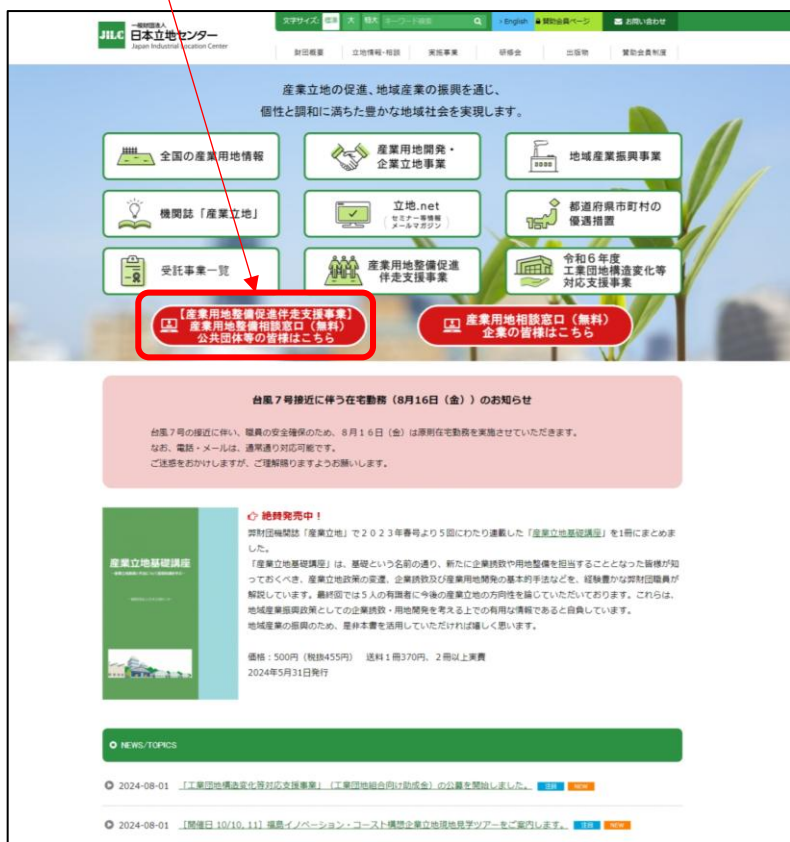 文字サイズ: 標準 大 特大 キーワード検索 English 賛助会員ページ お問い合わせ
JILC 一般財団法人 日本立地センター
Japan Industrial Location Center
財団概要 立地情報・相談 実施事業 研修会 出版物 賛助会員制度
産業立地の促進、地域産業の振興を通じ、
個性と調和に満ちた豊かな地域社会を実現します。
全国の産業用地情報
産業用地開発・
企業立地事業
地域産業振興事業
機関誌「産業立地」
立地.net
(セミナー等情報
メールマガジン)
都道府県市町村の
優遇措置
受託事業一覧
産業用地整備促進
伴走支援事業
令和6年度
工業団地構造変化等
対応支援事業
【産業用地整備促進伴走支援事業】
産業用地整備相談窓口（無料）
公共団体等の皆様はこちら
産業用地相談窓口（無料）
企業の皆様はこちら
台風７号接近に伴う在宅勤務（8月16日（金））のお知らせ
台風７号の接近に伴い、職員の安全確保のため、８月１６日（金）は原則在宅勤務を実施させていただきます。
なお、電話・メールは、通常通り対応可能です。
ご迷惑をおかけしますが、ご理解賜りますようお願いします。
産業立地基礎講座
絶賛発売中！
弊財団機関誌「産業立地」で２０２３年春号より５回にわたり連載した「産業立地基礎講座」を1冊にまとめま
した。
「産業立地基礎講座」は、基礎という名前の通り、新たに企業誘致や用地整備を担当することとなった皆様が知
っておくべき、産業立地政策の変遷、企業誘致及び産業用地開発の基本的手法などを、経験豊かな弊財団職員が
解説しています。最終回では５人の有識者に今後の産業立地の方向性を論じていただいております。これらは、
地域産業振興政策としての企業誘致・用地開発を考える上での有用な情報であると自負しています。
地域産業の振興のため、是非本書を活用していただければ嬉しく思います。
価格：500円（税抜455円） 送料１冊370円、２冊以上実費
2024年5月31日発行
NEWS/TOPICS
2024-08-01 「工業団地構造変化等対応支援事業」（工業団地組合向け助成金）の公募を開始しました。 注目 NEW
2024-08-01 ［開催日 10/10, 11］福島イノベーション・コースト構想企業立地現地見学ツアーをご案内します。 注目 NEW